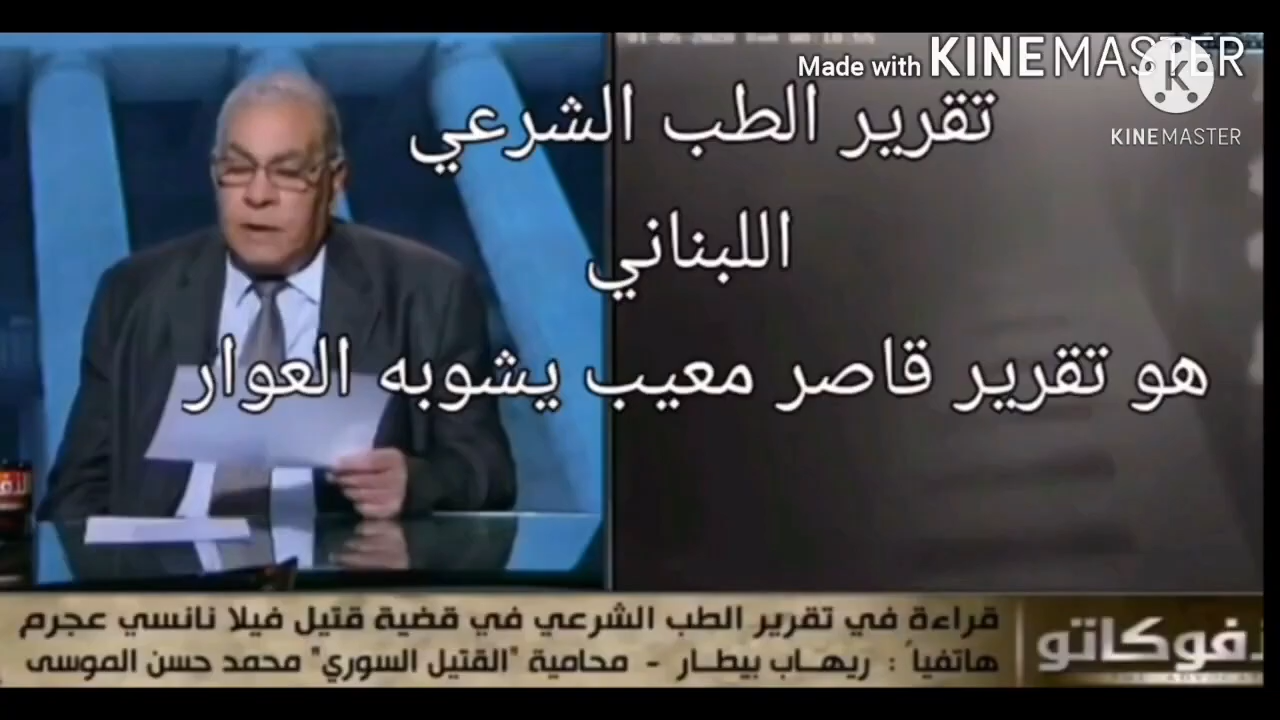 Made with KINEMASTER
KINEMASTER
تقرير الطب الشرعي
اللبناني
هو تقرير قاصر معيب يشوبه العوار
قراءة في تقرير الطب الشرعي في قضية قتيل فيلا نانسي عجرم
هاتفياً : ريهاب بيطار - محامية "القتيل السوري" محمد حسن الموسى